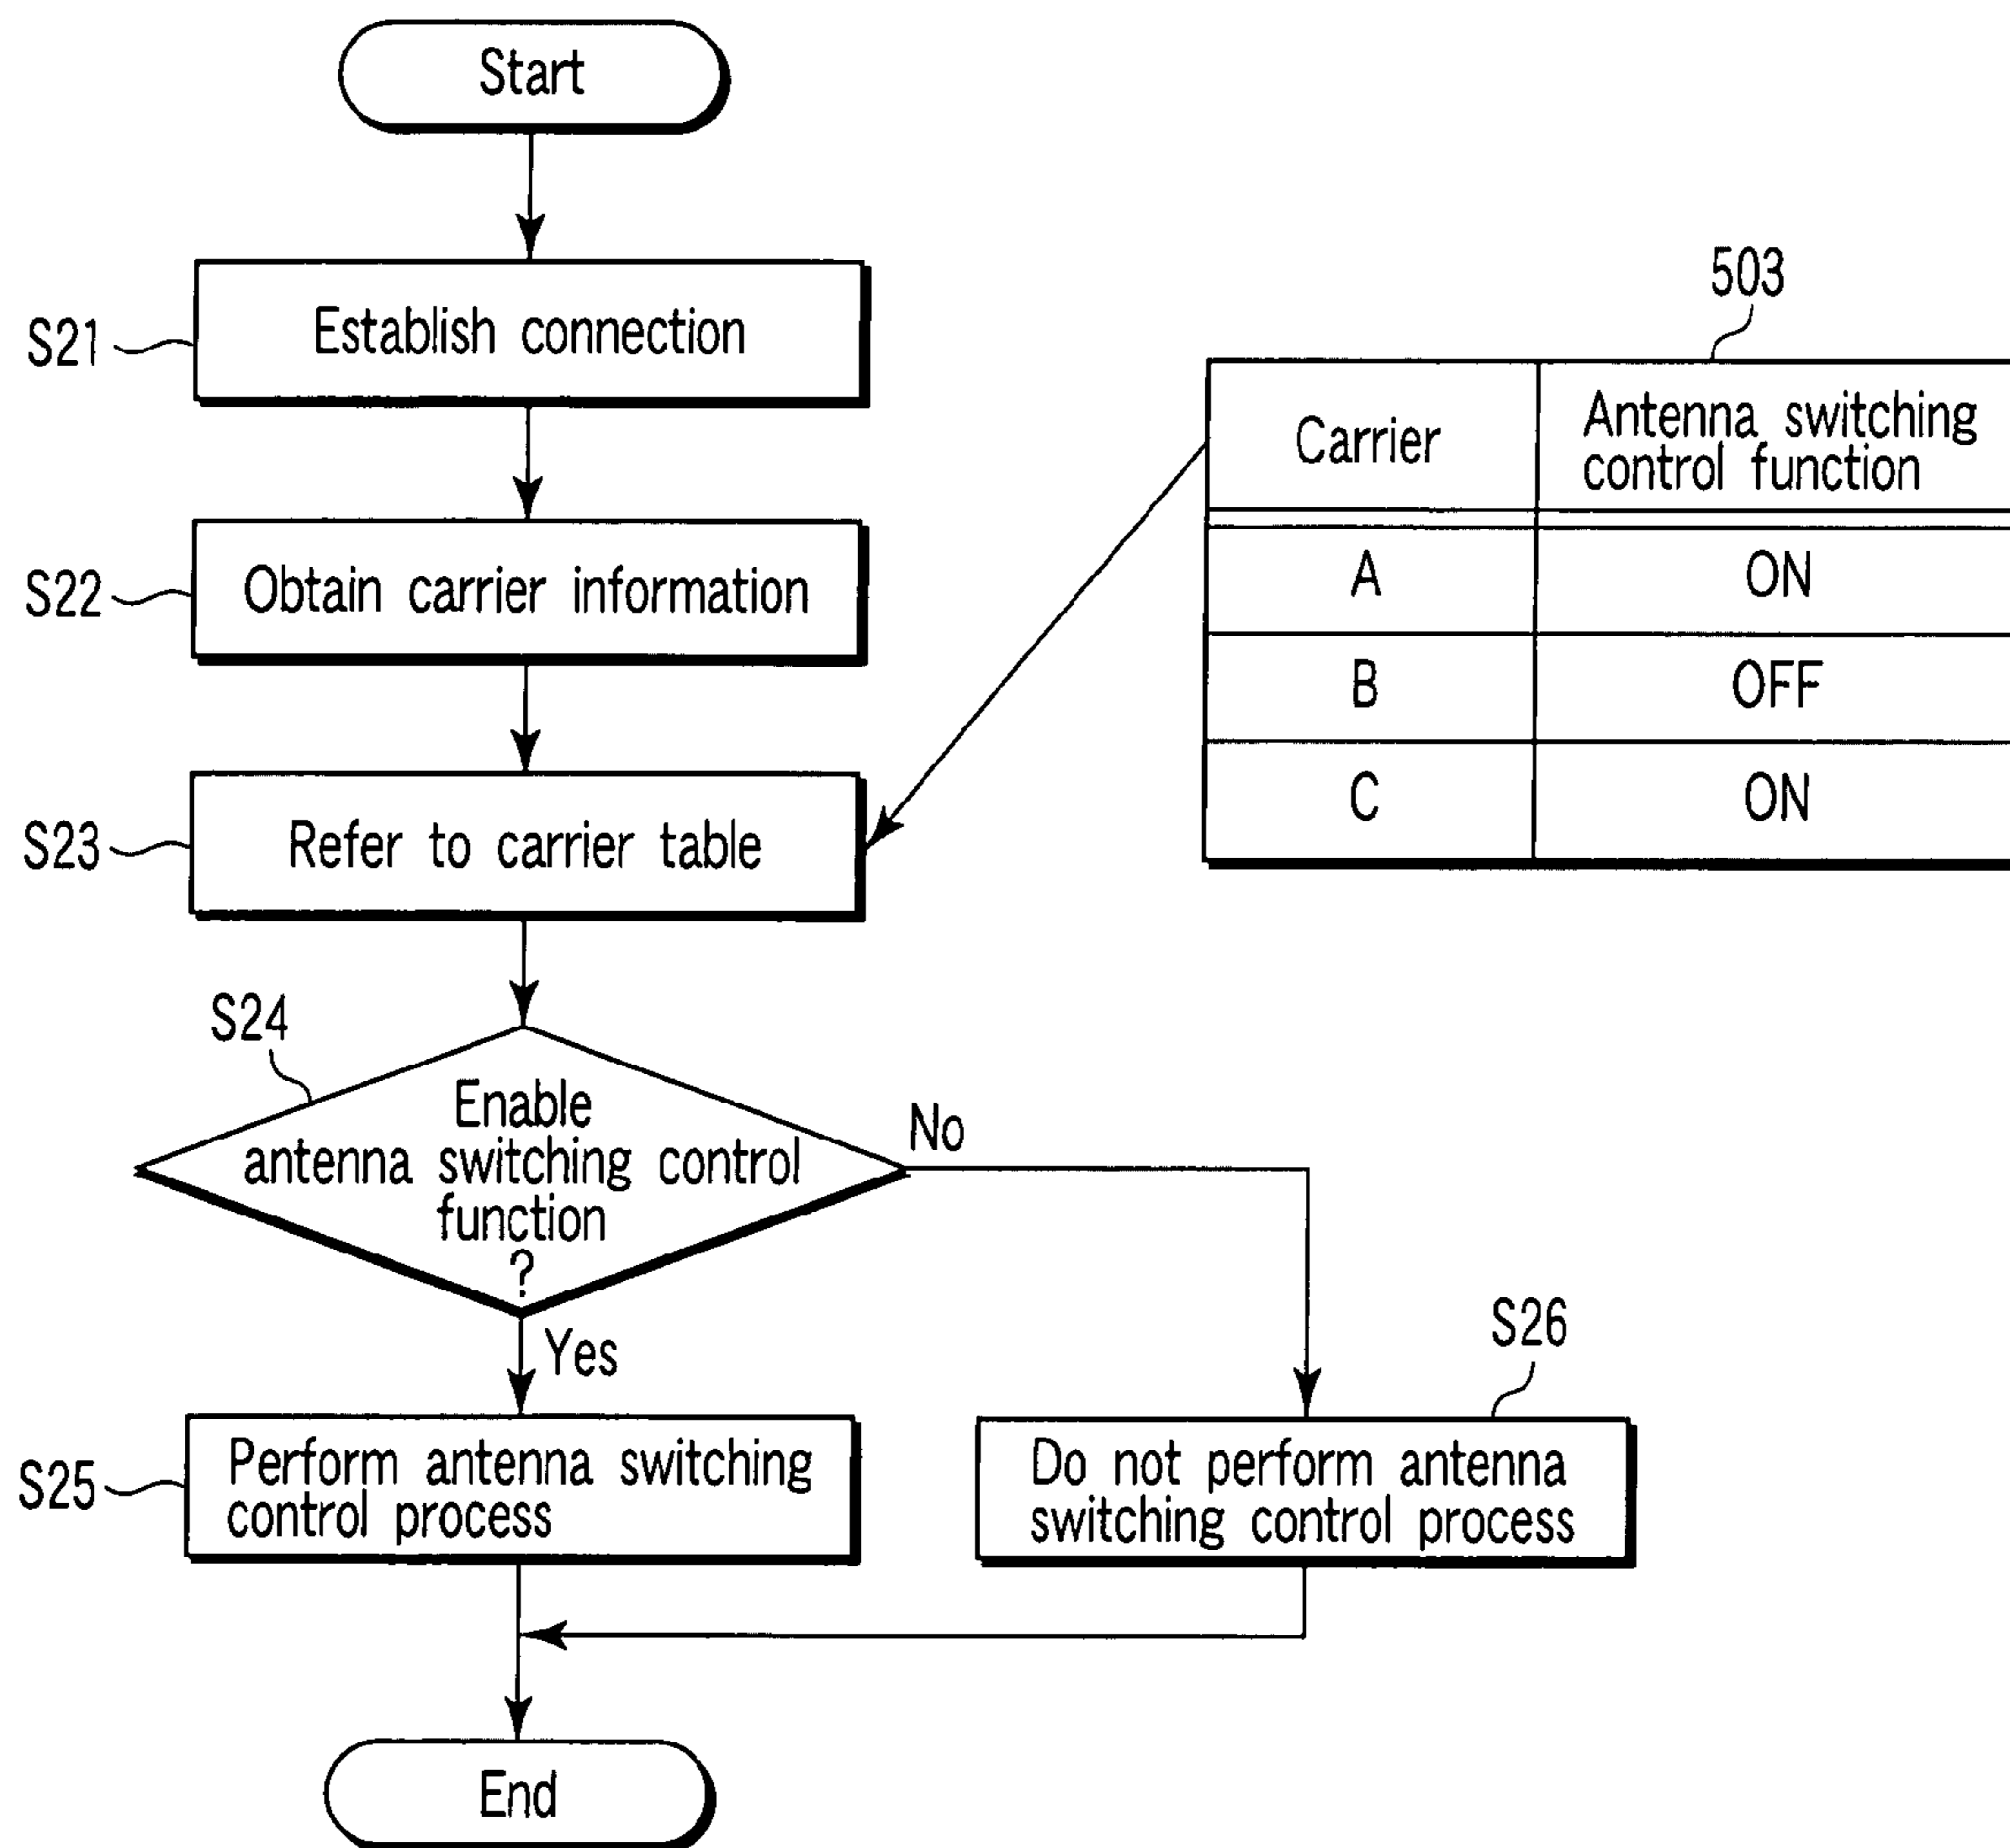 Start
S21
Establish connection
S22
Obtain carrier information
S23
Refer to carrier table
503
Carrier
Antenna switching
control function
A
ON
B
OFF
C
ON
S24
Enable
antenna switching control
function
?
No
Yes
S25
Perform antenna switching
control process
S26
Do not perform antenna
switching control process
End